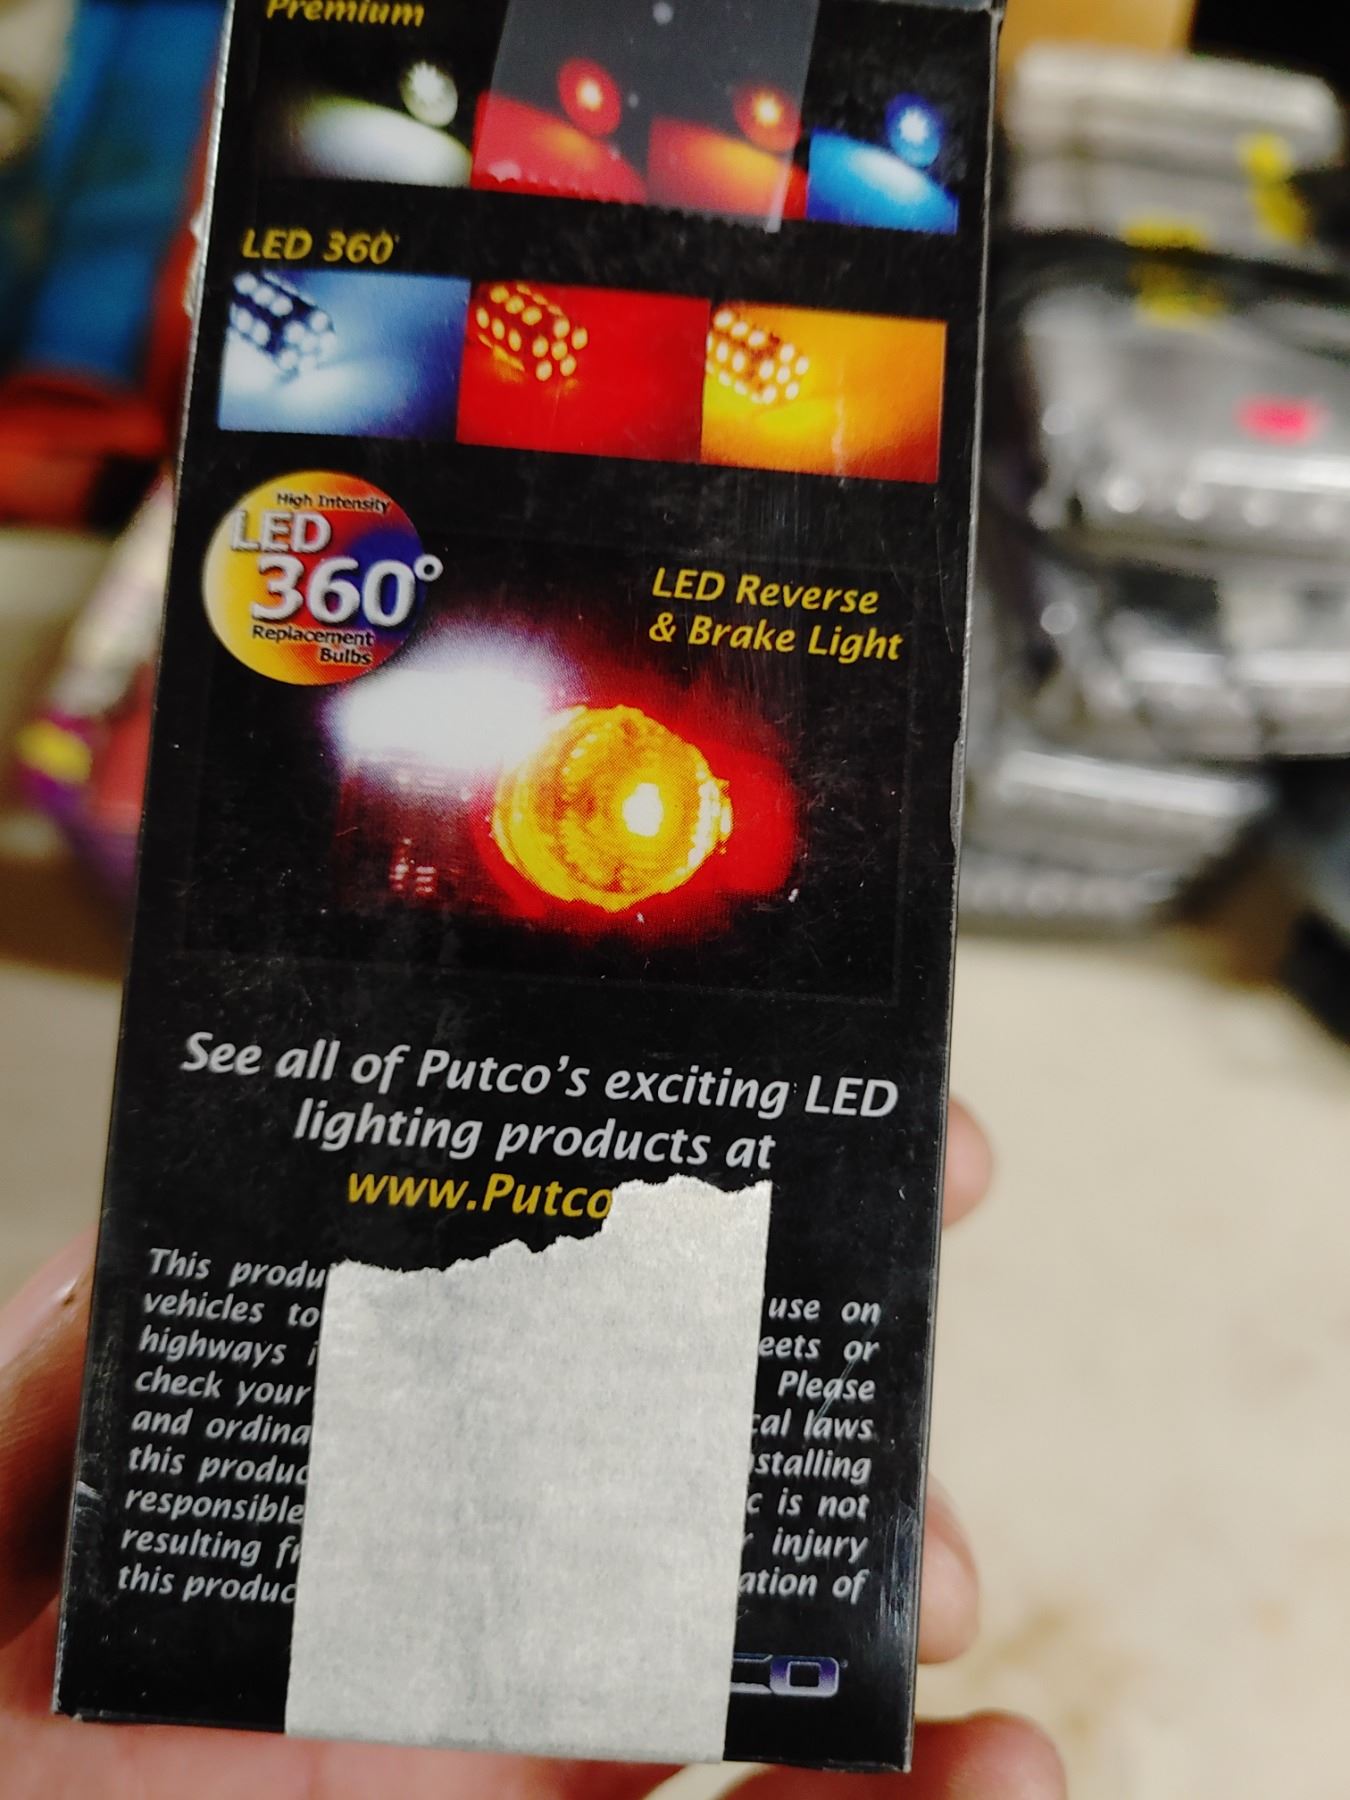 Premium
LED 360
High Intensity
LED
360°
Replacement
Bulbs
LED Reverse
& Brake Light
See all of Putco's exciting LED
lighting products at
www.Putco
This produ
vehicles to use on
highways i eets or
check your Please
and ordina cal laws
this produc stalling
responsible c is not
resulting fr injury
this produc ation of
CO